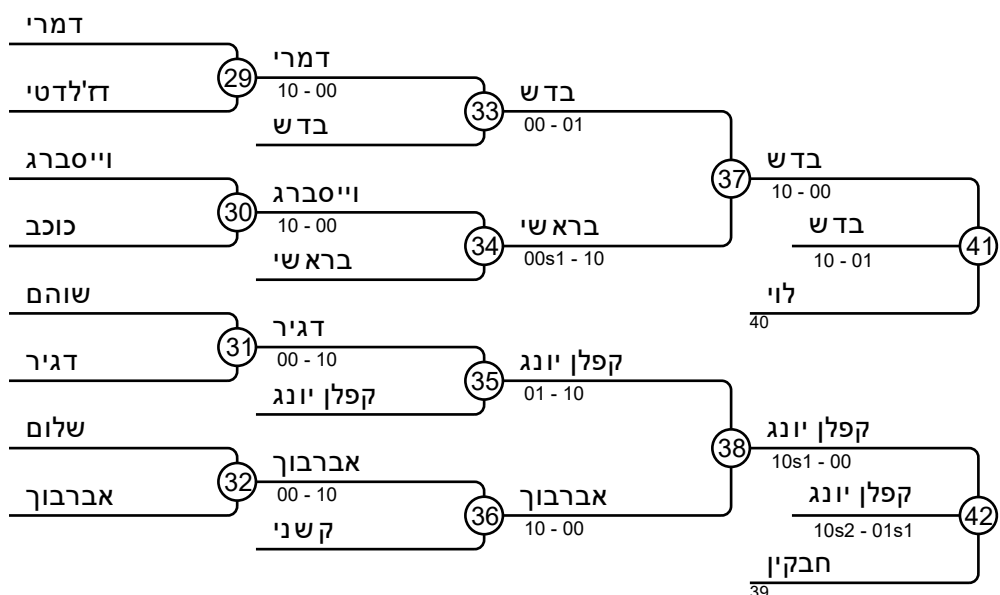 דמרי
דז'לדטי
29
דמרי
10 - 00
בדש
33
בדש
00 - 01
וייסברג
כוכב
30
וייסברג
10 - 00
בראשי
34
בראשי
00s1 - 10
37
בדש
10 - 00
בדש
10 - 01
41
לוי
40
שוהם
דגיר
31
דגיר
00 - 10
קפלן יונג
35
קפלן יונג
01 - 10
שלום
אברבוך
32
אברבוך
00 - 10
קשני
36
אברבוך
10 - 00
38
קפלן יונג
10s1 - 00
קפלן יונג
10s2 - 01s1
42
חבקין
39